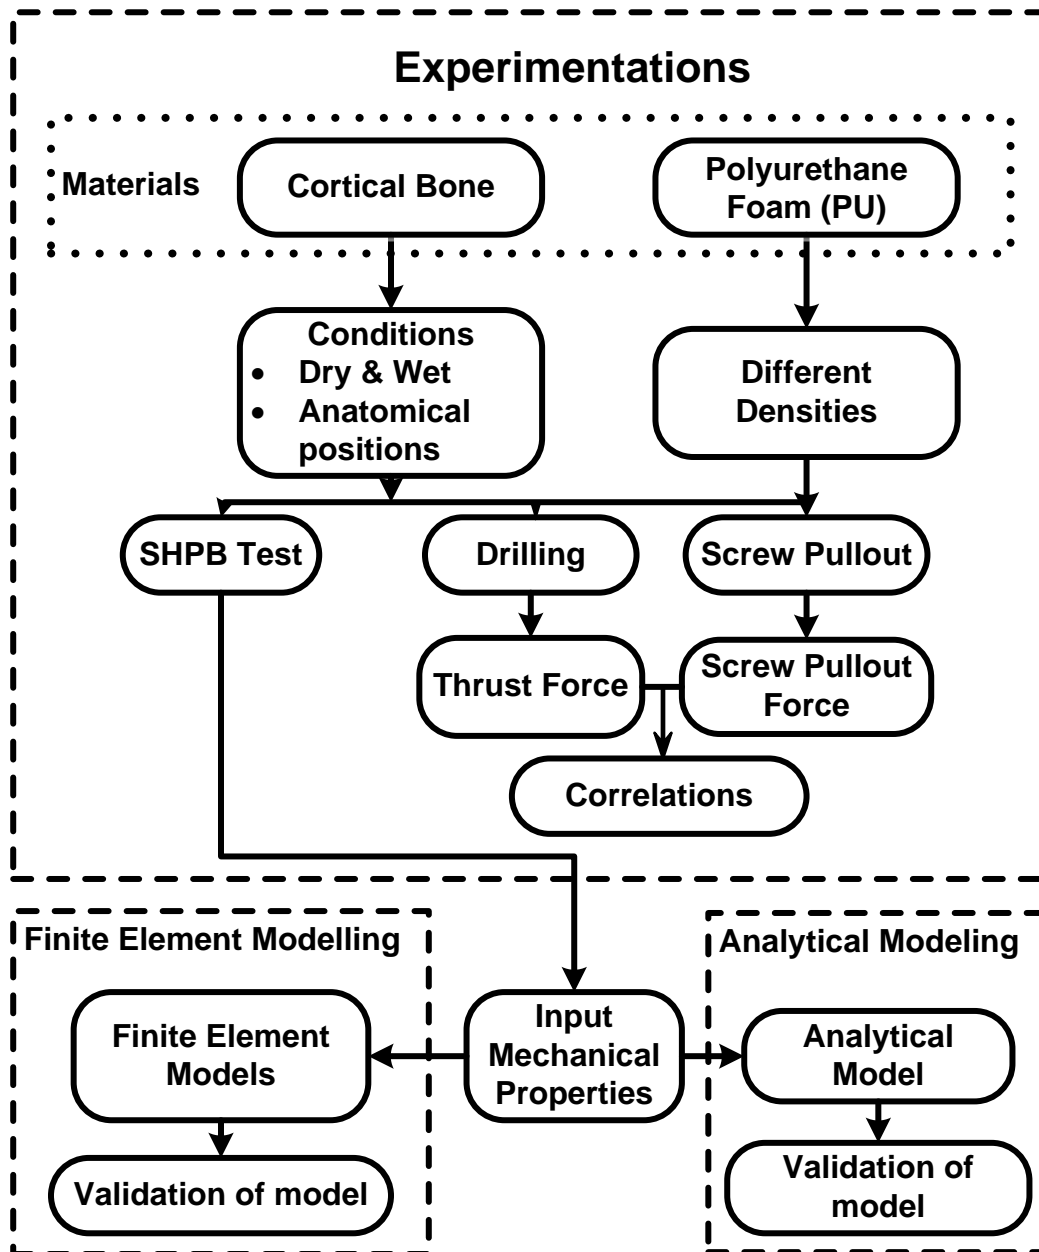 Experimentations
Materials
Cortical Bone
Polyurethane
Foam (PU)
Conditions
• Dry & Wet
• Anatomical
positions
Different
Densities
SHPB Test
Drilling
Screw Pullout
Thrust Force
Screw Pullout
Force
Correlations
Finite Element Modelling
Analytical Modeling
Finite Element
Models
Input
Mechanical
Properties
Analytical
Model
Validation of model
Validation of
model